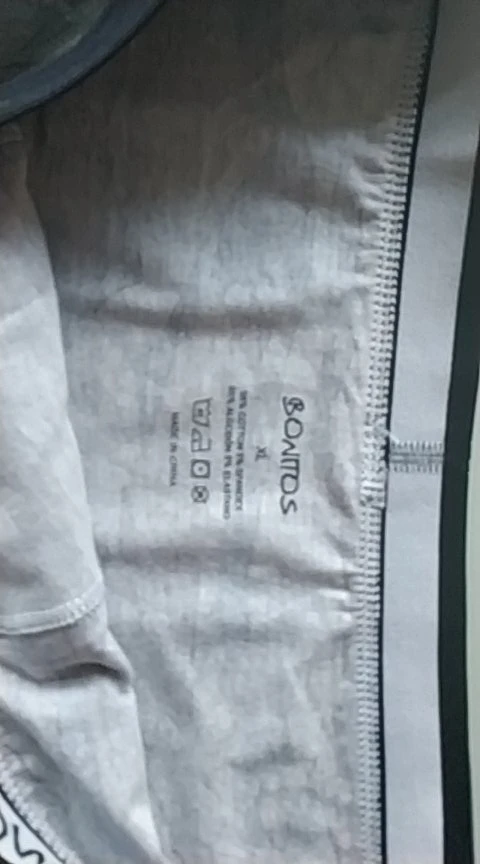 BONITOS
XL
95% COTTON 5% SPANDEX
95% ALGODÓN 5% ELASTANO
MADE IN CHINA